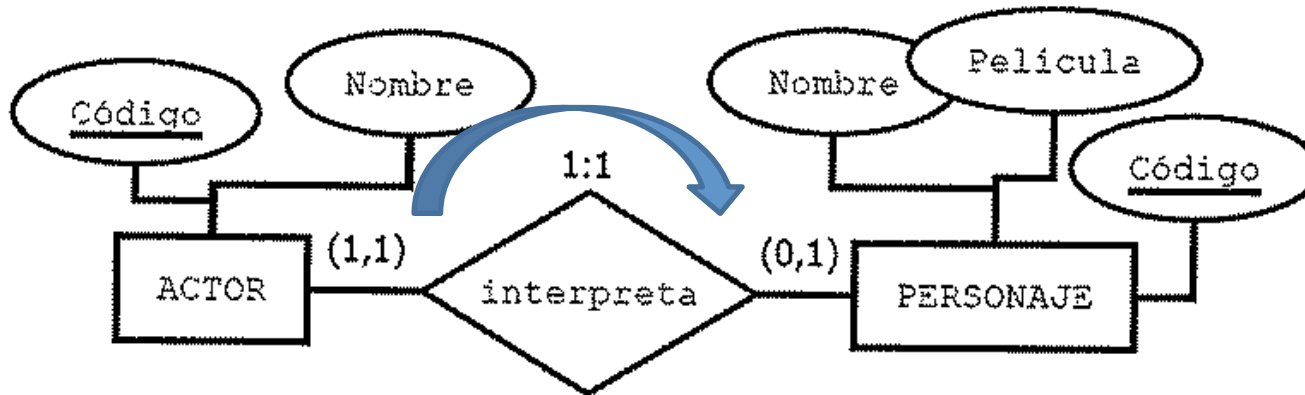 Código
Nombre
Nombre
Película
Código
1:1
(1,1)
(0,1)
ACTOR
interpreta
PERSONAJE